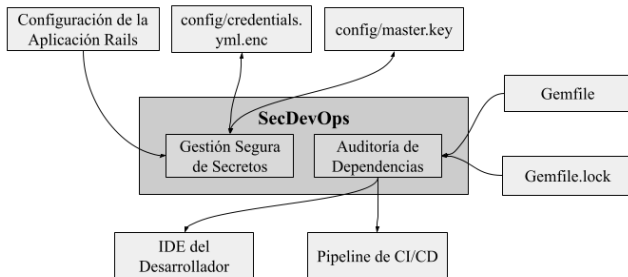 Configuración de la
Aplicación Rails
config/credentials.
yml.enc
config/master.key
Gemfile
SecDevOps
Gestión Segura
de Secretos
Auditoría de
Dependencias
Gemfile.lock
IDE del
Desarrollador
Pipeline de CI/CD